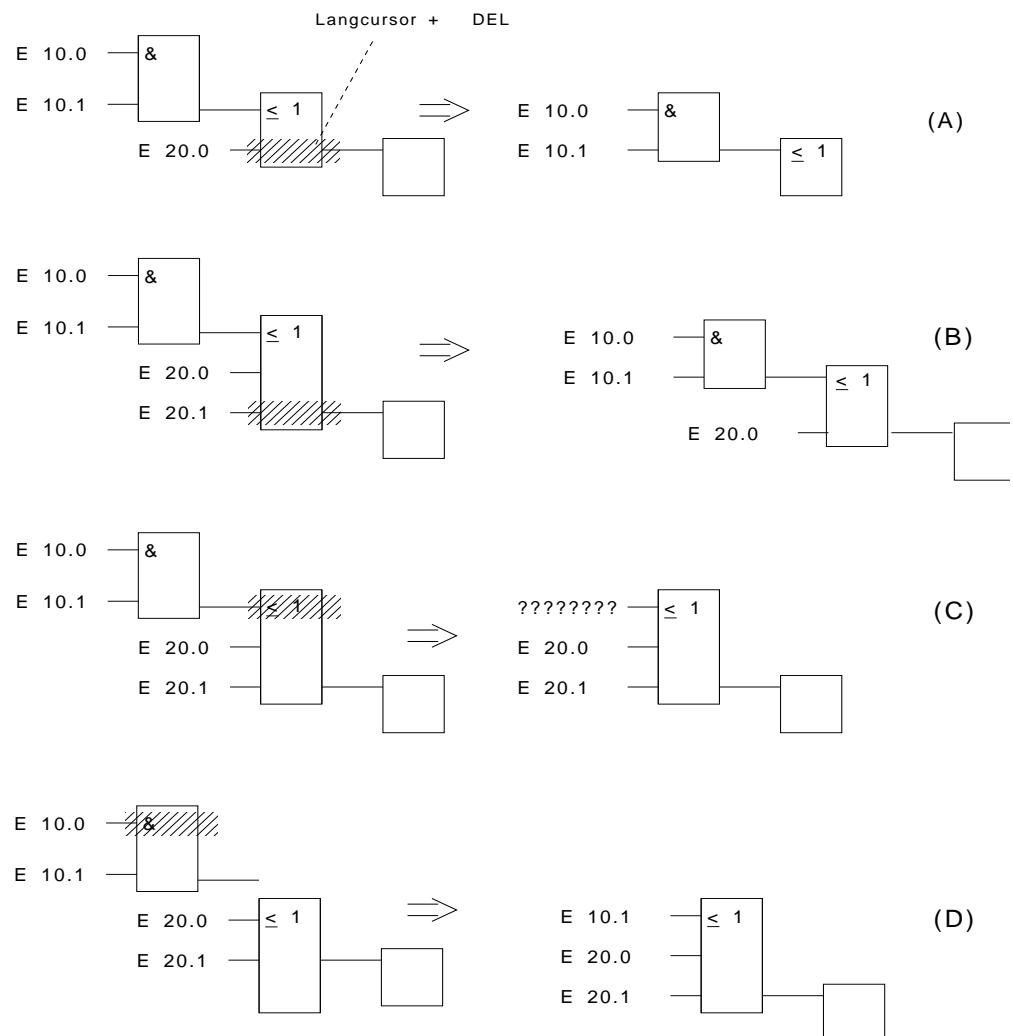 Langcursor + DEL
E 10.0 & E 10.1 ≤ 1 E 20.0
E 10.0 & E 10.1 ≤ 1
(A)
E 10.0 & E 10.1 ≤ 1 E 20.0 E 20.1
E 10.0 & E 10.1 ≤ 1 E 20.0
(B)
E 10.0 & E 10.1 ≤ 1 E 20.0 E 20.1
???????? ≤ 1 E 20.0 E 20.1
(C)
E 10.0 & E 10.1 E 20.0 ≤ 1 E 20.1
E 10.1 ≤ 1 E 20.0 E 20.1
(D)